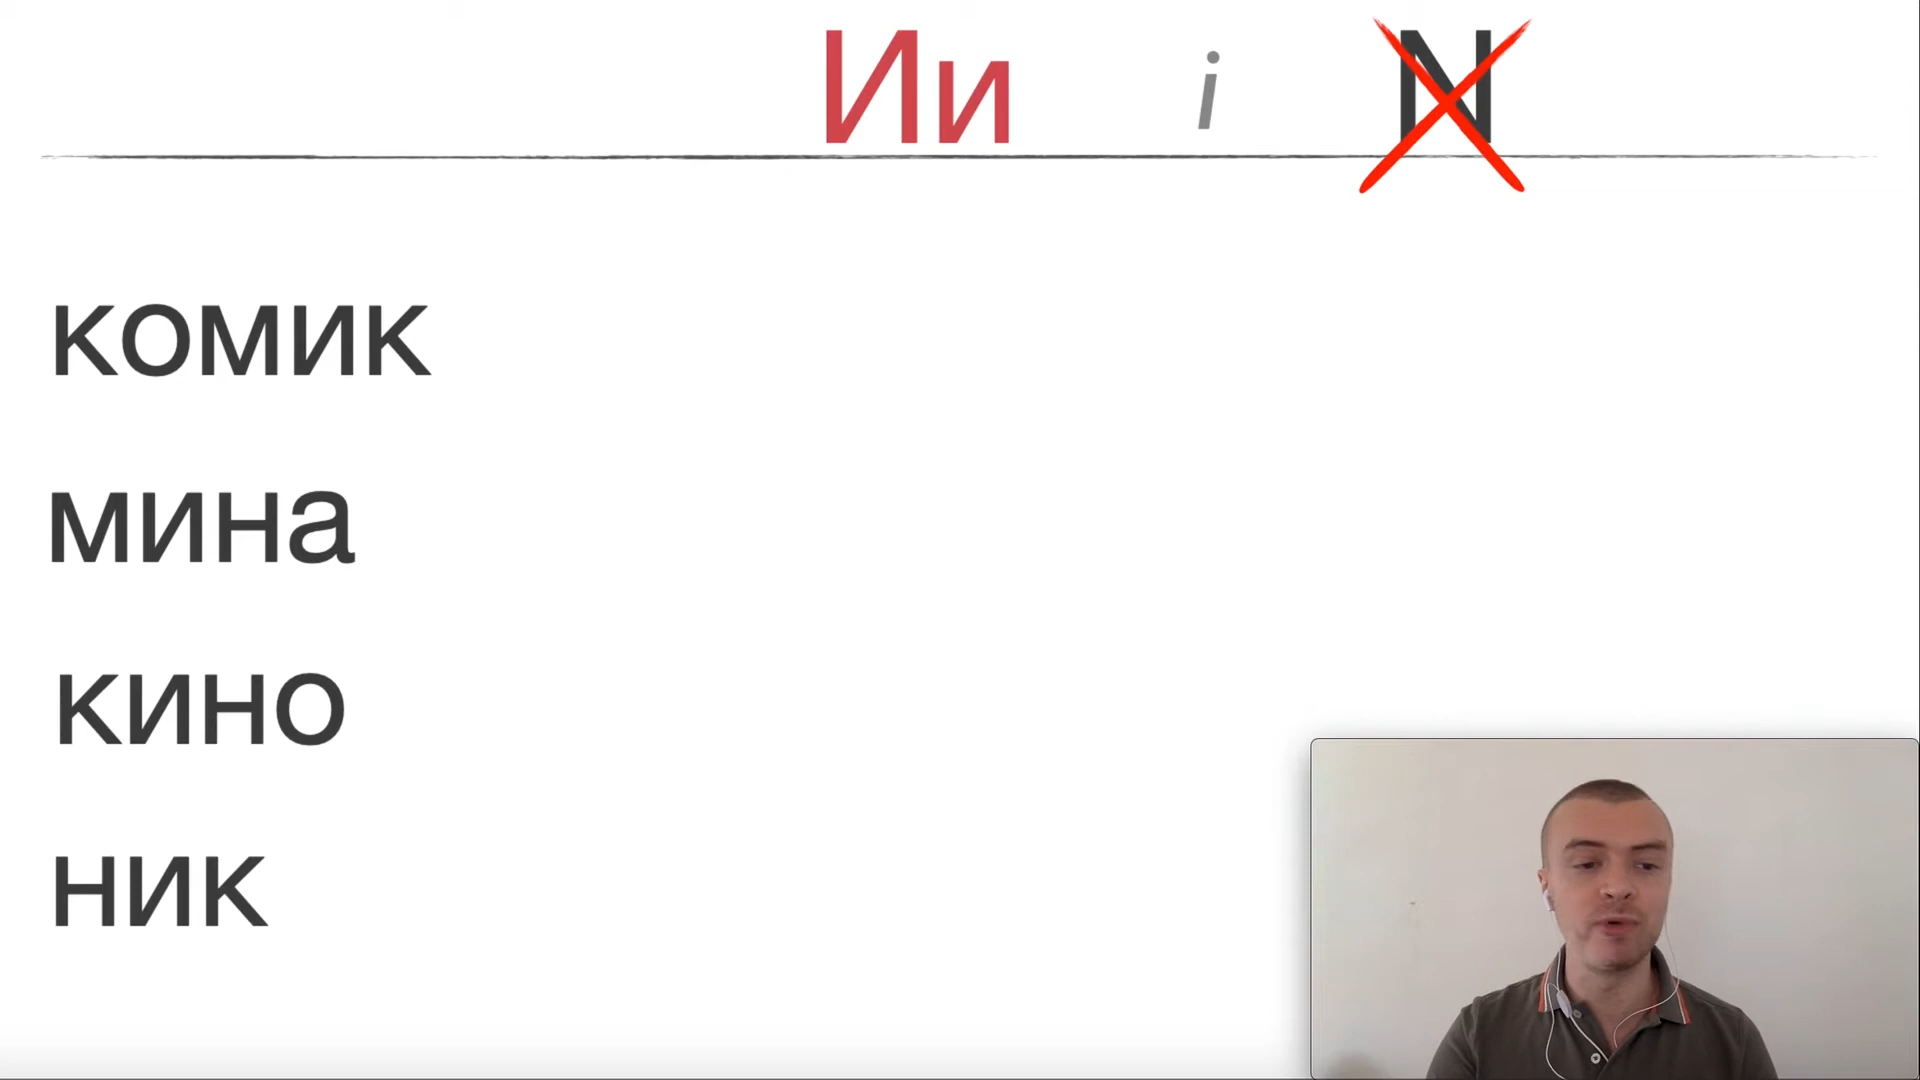 Ии i N
комик
мина
кино
ник